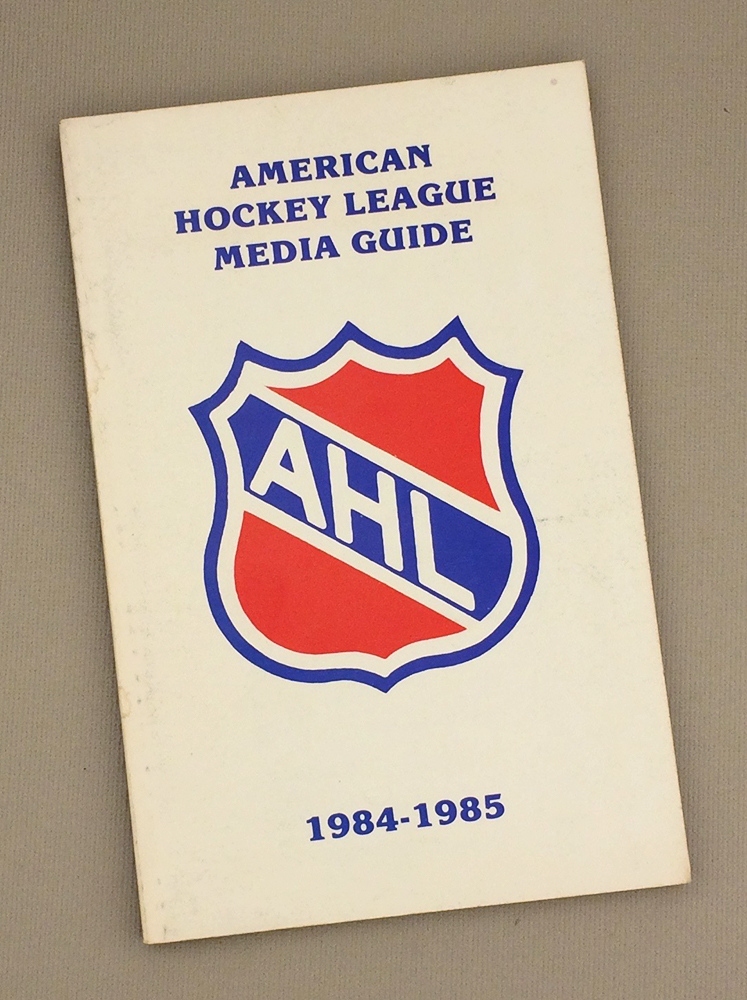 AMERICAN
HOCKEY LEAGUE
MEDIA GUIDE
AHL
1984-1985